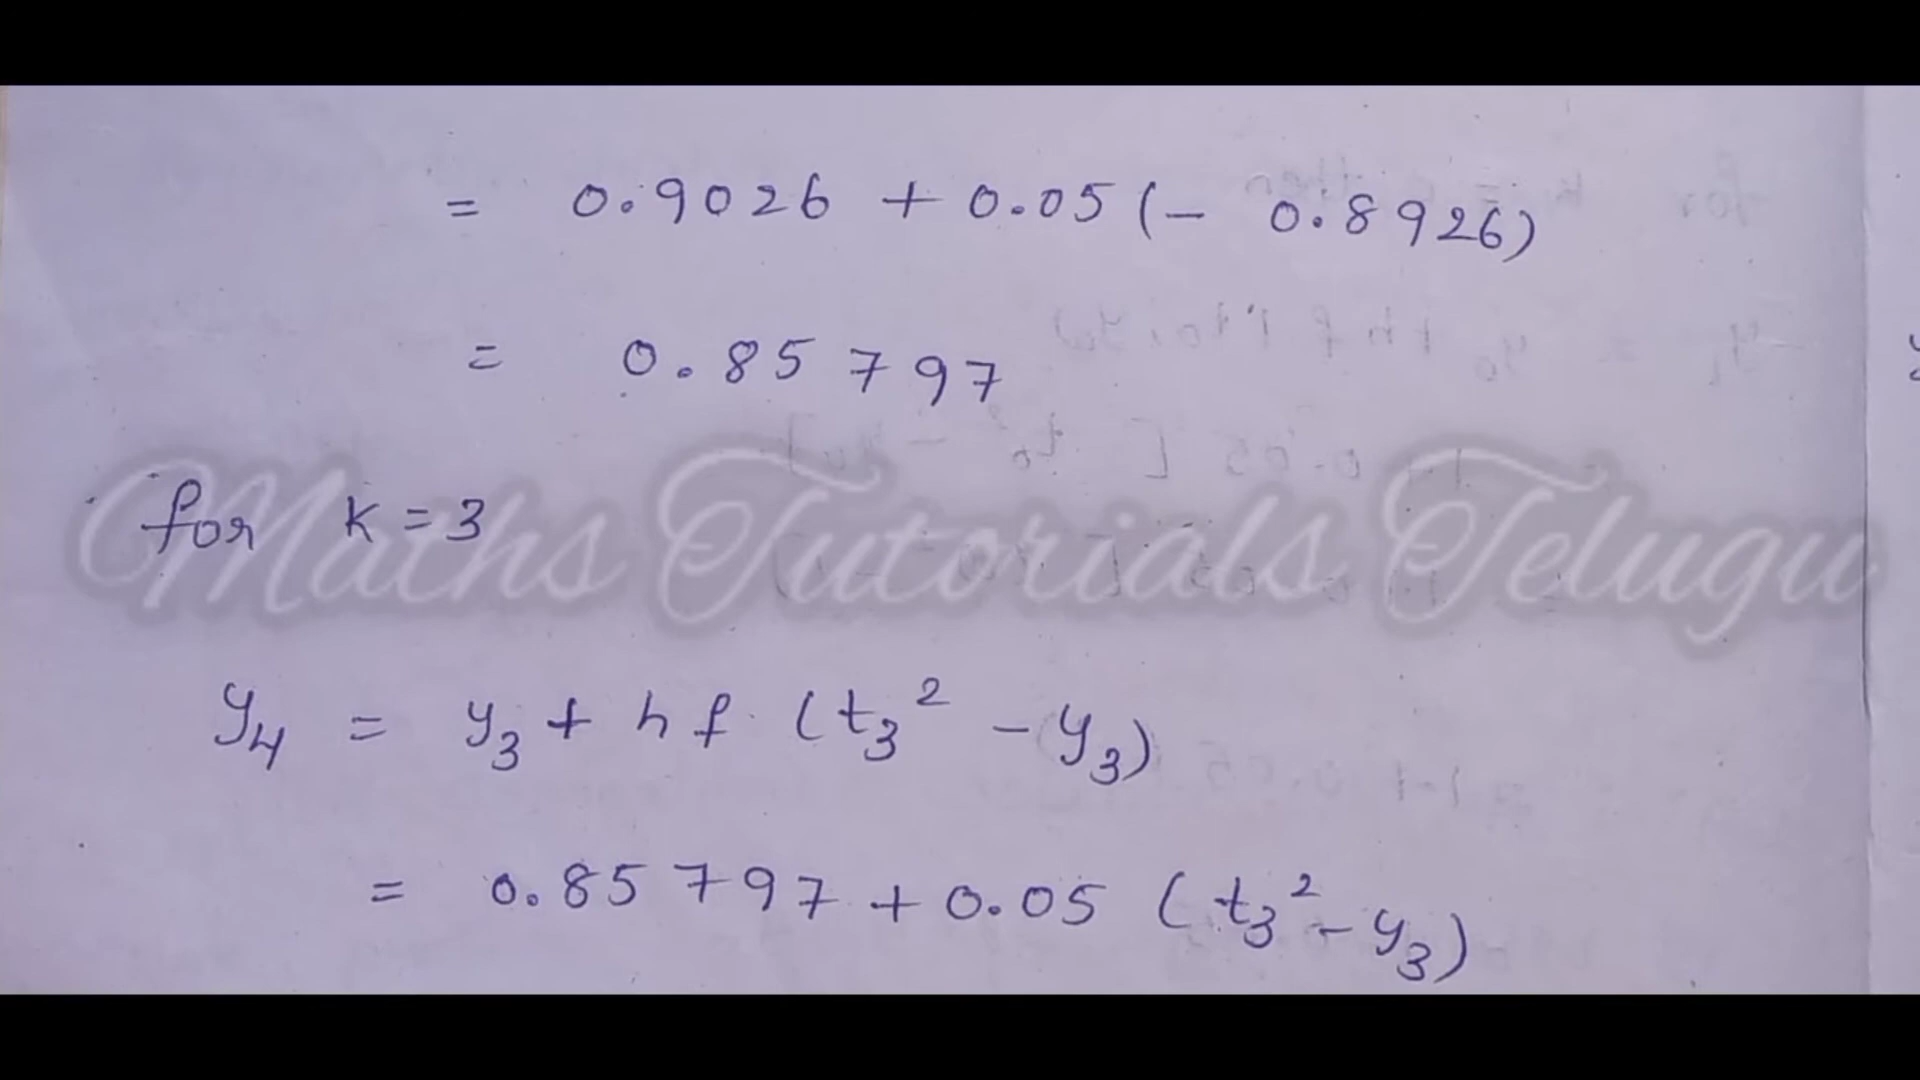 = 0.9026 + 0.05 (- 0.8926)
= 0.85797
for k = 3
Maths Tutorials Telugu
y₄ = y₃ + h f (t₃² - y₃)
= 0.85797 + 0.05 (t₃² - y₃)